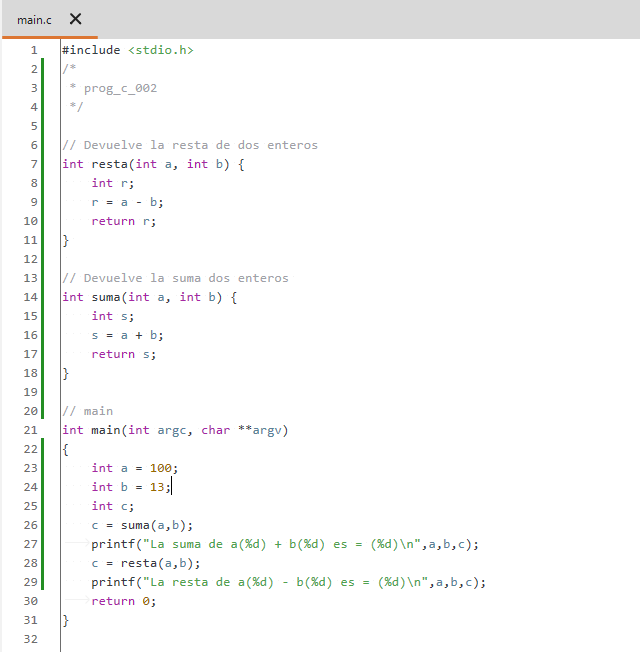 main.c ✕
1 #include <stdio.h>
2 /*
3  * prog_c_002
4  */
5
6 // Devuelve la resta de dos enteros
7 int resta(int a, int b) {
8     int r;
9     r = a - b;
10     return r;
11 }
12
13 // Devuelve la suma dos enteros
14 int suma(int a, int b) {
15     int s;
16     s = a + b;
17     return s;
18 }
19
20 // main
21 int main(int argc, char **argv)
22 {
23     int a = 100;
24     int b = 13;
25     int c;
26     c = suma(a,b);
27     printf("La suma de a(%d) + b(%d) es = (%d)\n",a,b,c);
28     c = resta(a,b);
29     printf("La resta de a(%d) - b(%d) es = (%d)\n",a,b,c);
30     return 0;
31 }
32